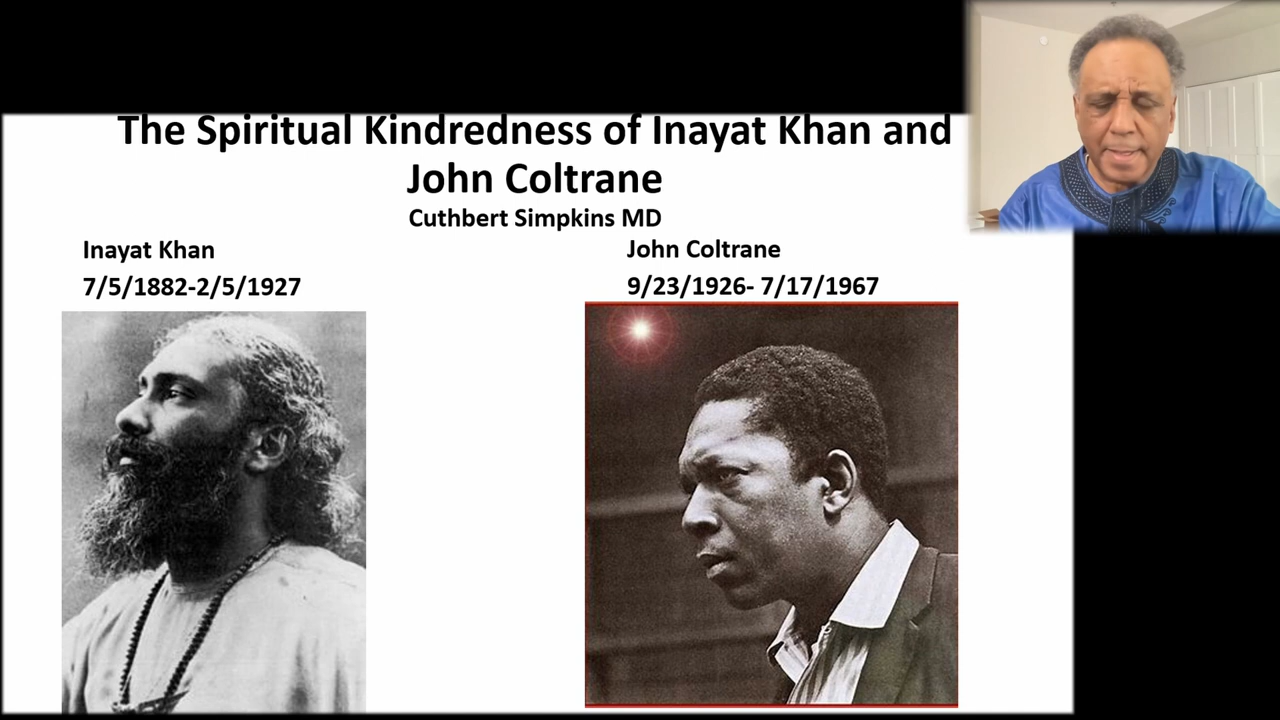 The Spiritual Kindredness of Inayat Khan and
John Coltrane
Cuthbert Simpkins MD
Inayat Khan
7/5/1882-2/5/1927
John Coltrane
9/23/1926- 7/17/1967